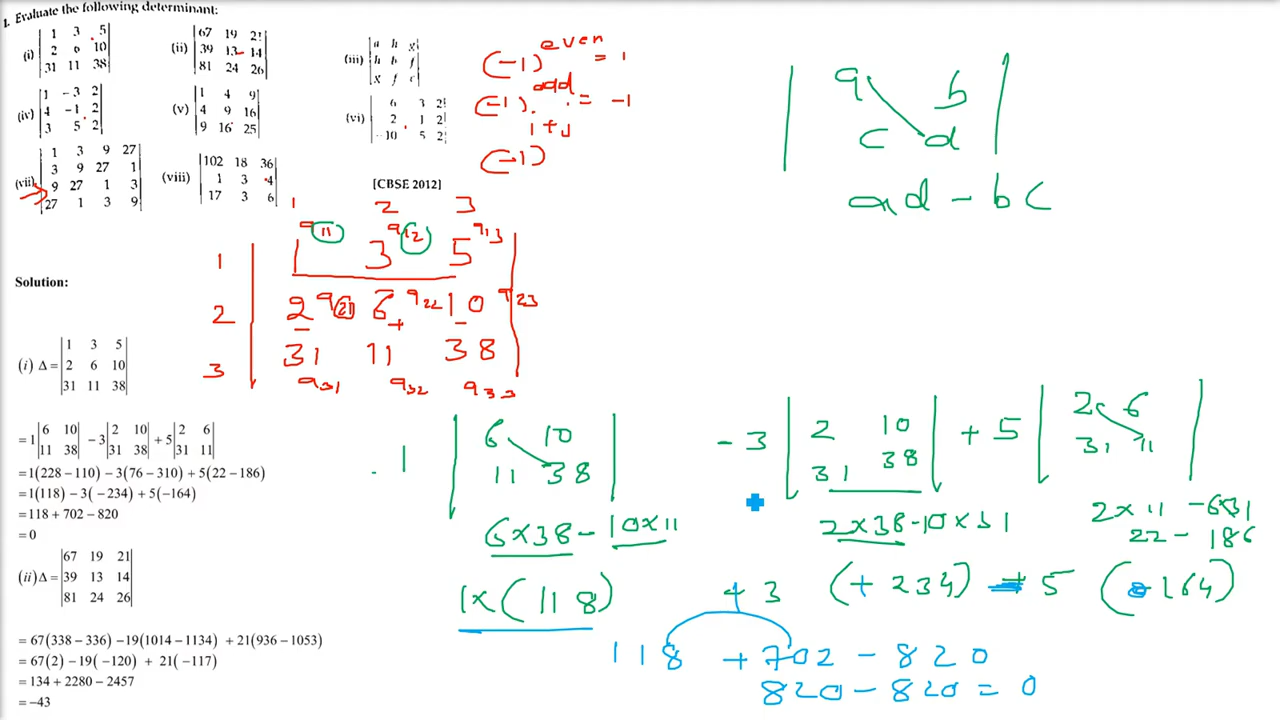 1. Evaluate the following determinant:
(i) | 1 3 5 |
| 2 6 10 |
| 31 11 38 |
(ii) | 67 19 21 |
| 39 13 14 |
| 81 24 26 |
(iii) | a h g |
| h b f |
| g f c |
(iv) | 1 −3 2 |
| 4 −1 2 |
| 3 5 2 |
(v) | 1 4 9 |
| 4 9 16 |
| 9 16 25 |
(vi) | 6 3 2 |
| 2 1 2 |
| −10 5 2 |
(vii) | 1 3 9 27 |
| 3 9 27 1 |
| 9 27 1 3 |
| 27 1 3 9 |
(viii) | 102 18 36 |
| 1 3 4 |
| 17 3 6 |
[CBSE 2012]
(−1) even = 1
(−1) odd = −1
(−1) i+j
| a b |
| c d |
ad − bc
1 2 3
1 | 1 a11 3 a12 5 a13 |
2 | 2 a21 6 a22 10 a23 |
3 | 31 11 38 |
a31 a32 a33
Solution:
(i) Δ = | 1 3 5 |
| 2 6 10 |
| 31 11 38 |
= 1 | 6 10 | − 3 | 2 10 | + 5 | 2 6 |
| 11 38 | | 31 38 | | 31 11 |
= 1(228 − 110) − 3(76 − 310) + 5(22 − 186)
= 1(118) − 3(−234) + 5(−164)
= 118 + 702 − 820
= 0
(ii) Δ = | 67 19 21 |
| 39 13 14 |
| 81 24 26 |
= 67(338 − 336) − 19(1014 − 1134) + 21(936 − 1053)
= 67(2) − 19(−120) + 21(−117)
= 134 + 2280 − 2457
= −43
1 | 6 10 | − 3 | 2 10 | + 5 | 2 6 |
| 11 38 | | 31 38 | | 31 11 |
6×38 − 10×11 2×38 − 10×31 2×11 − 6×31
22 − 186
1×(118) + 3 (+234) + 5 (−164)
118 + 702 − 820
820 − 820 = 0